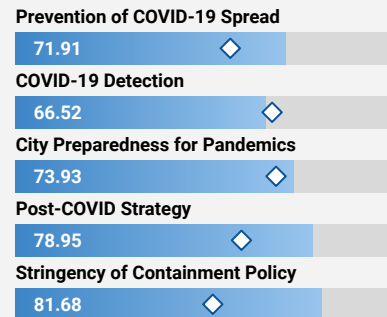 Prevention of COVID-19 Spread
71.91
COVID-19 Detection
66.52
City Preparedness for Pandemics
73.93
Post-COVID Strategy
78.95
Stringency of Containment Policy
81.68